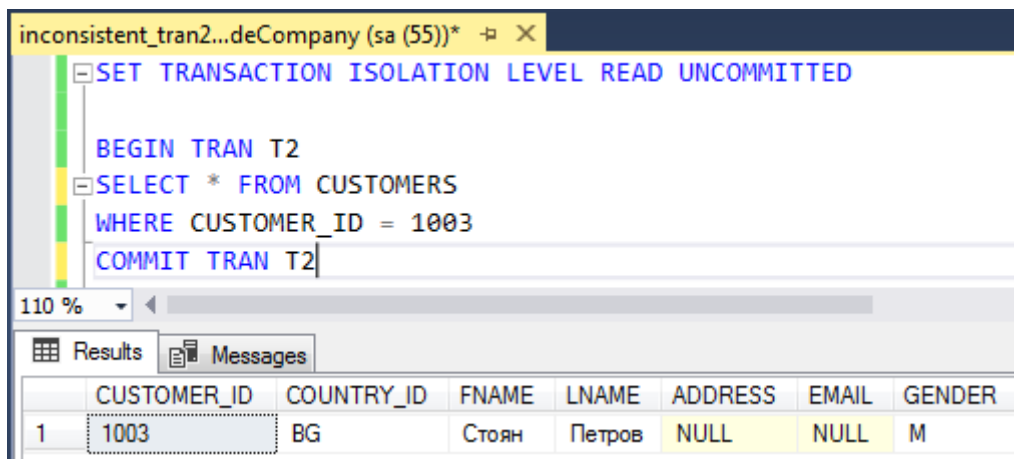 inconsistent_tran2...deCompany (sa (55))*
SET TRANSACTION ISOLATION LEVEL READ UNCOMMITTED
BEGIN TRAN T2
SELECT * FROM CUSTOMERS
WHERE CUSTOMER_ID = 1003
COMMIT TRAN T2
110 %
Results Messages
CUSTOMER_ID COUNTRY_ID FNAME LNAME ADDRESS EMAIL GENDER
1 1003 BG Стоян Петров NULL NULL M